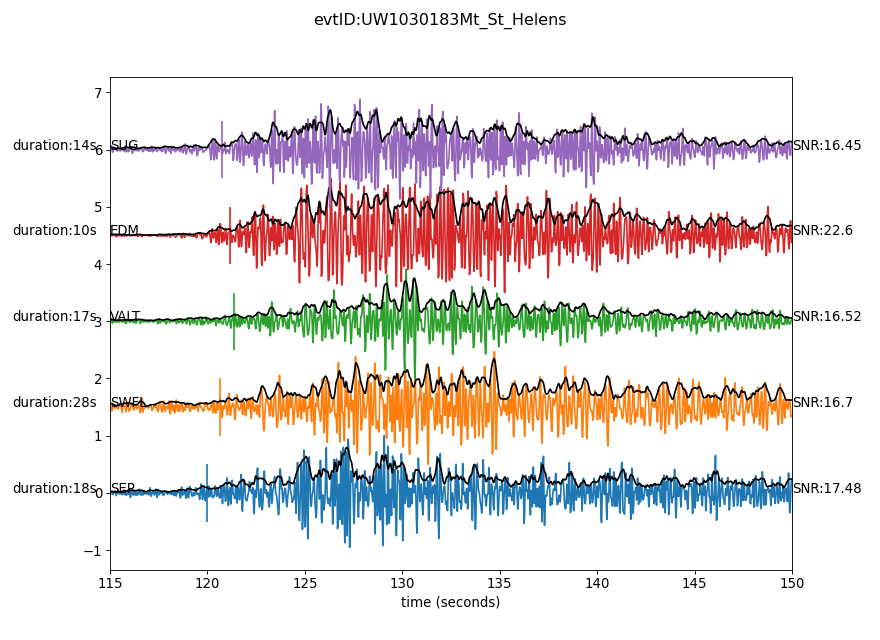 evtID:UW1030183Mt_St_Helens
7
duration:14s SUG SNR:16.45
6
5
duration:10s EDM SNR:22.6
4
duration:17s VALT SNR:16.52
3
2
duration:28s SWFL SNR:16.7
1
duration:18s SEP SNR:17.48
0
−1
115 120 125 130 135 140 145 150
time (seconds)